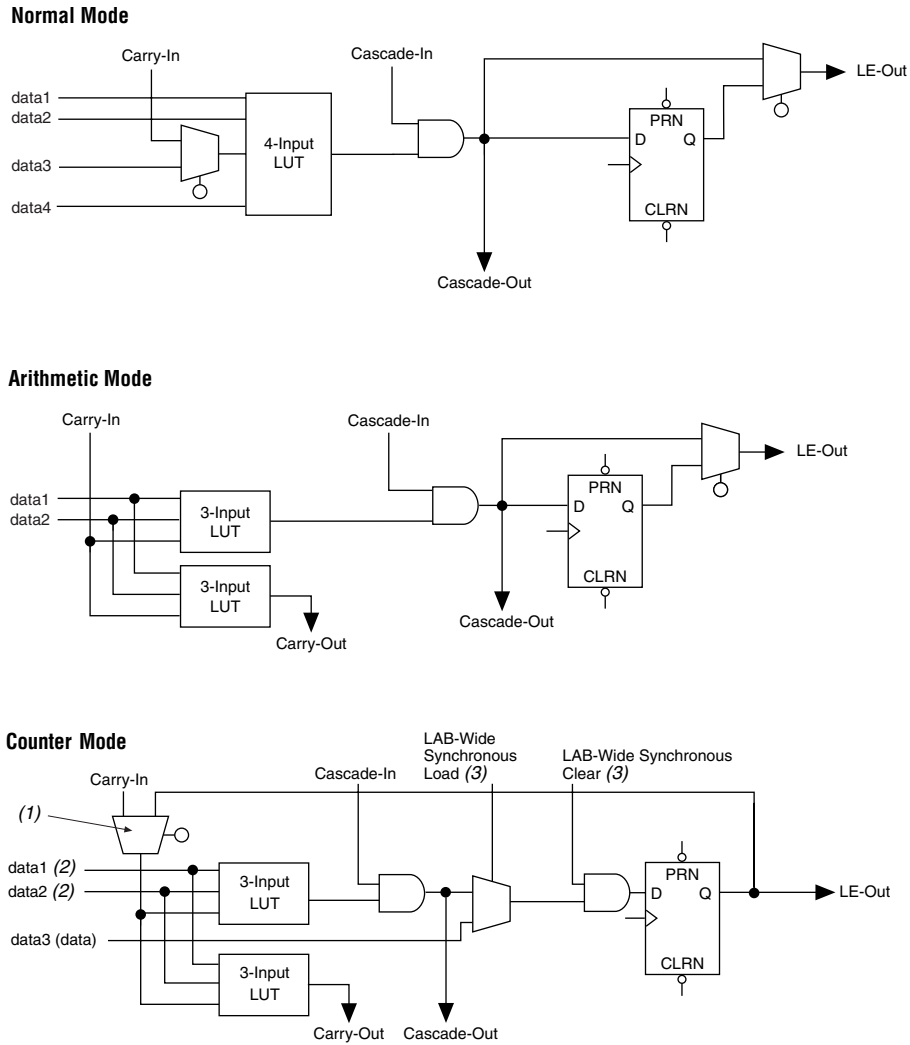 Normal Mode
Carry-In
Cascade-In
LE-Out
data1
data2
4-Input
LUT
PRN
D Q
data3
CLRN
data4
Cascade-Out
Arithmetic Mode
Carry-In
Cascade-In
LE-Out
data1
data2
3-Input
LUT
PRN
D Q
CLRN
3-Input
LUT
Cascade-Out
Carry-Out
Counter Mode
LAB-Wide
Synchronous
Load (3)
LAB-Wide Synchronous
Clear (3)
Cascade-In
Carry-In
(1)
data1 (2)
data2 (2)
3-Input
LUT
PRN
D Q
LE-Out
data3 (data)
CLRN
3-Input
LUT
Carry-Out
Cascade-Out